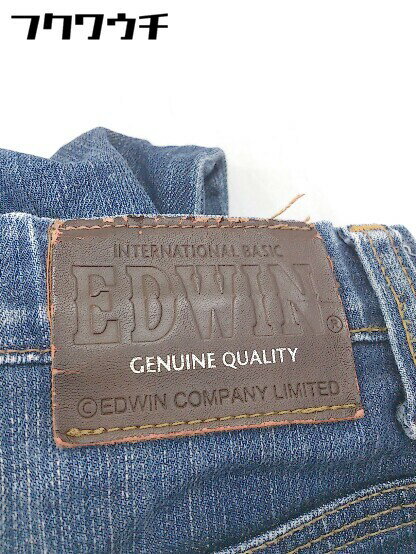 フクワウチ
INTERNATIONAL BASIC
EDWIN®
GENUINE QUALITY
©EDWIN COMPANY LIMITED